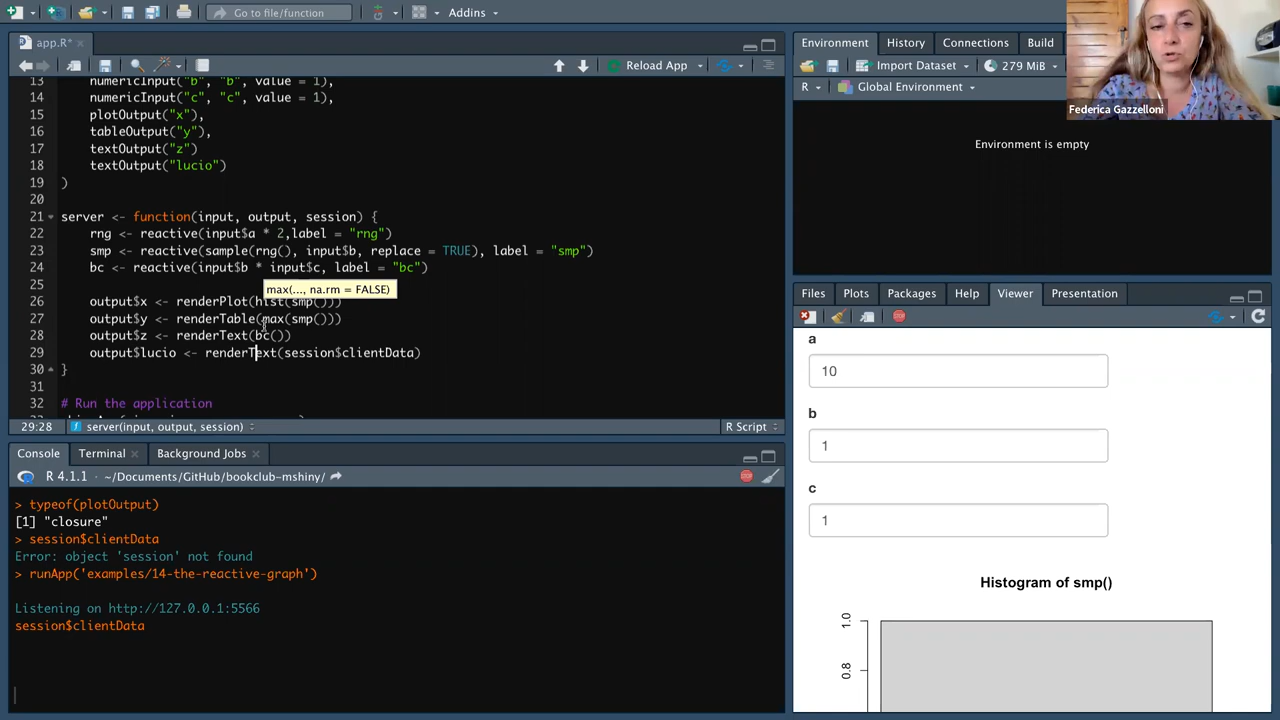 Go to file/function
Addins
app.R*
Reload App
13 numericInput("b", "b", value = 1),
14 numericInput("c", "c", value = 1),
15 plotOutput("x"),
16 tableOutput("y"),
17 textOutput("z")
18 textOutput("lucio")
19 )
20
21 server <- function(input, output, session) {
22 rng <- reactive(input$a * 2,label = "rng")
23 smp <- reactive(sample(rng(), input$b, replace = TRUE), label = "smp")
24 bc <- reactive(input$b * input$c, label = "bc")
25
max(..., na.rm = FALSE)
26 output$x <- renderPlot(hist(smp()))
27 output$y <- renderTable(max(smp()))
28 output$z <- renderText(bc())
29 output$lucio <- renderText(session$clientData)
30 }
31
32 # Run the application
29:28 server(input, output, session) R Script
Console Terminal Background Jobs
R 4.1.1 · ~/Documents/GitHub/bookclub-mshiny/
> typeof(plotOutput)
[1] "closure"
> session$clientData
Error: object 'session' not found
> runApp('examples/14-the-reactive-graph')
Listening on http://127.0.0.1:5566
session$clientData
Environment History Connections Build
Import Dataset 279 MiB
R Global Environment
Environment is empty
Federica Gazzelloni
Files Plots Packages Help Viewer Presentation
a
10
b
1
c
1
Histogram of smp()
1.0
0.8